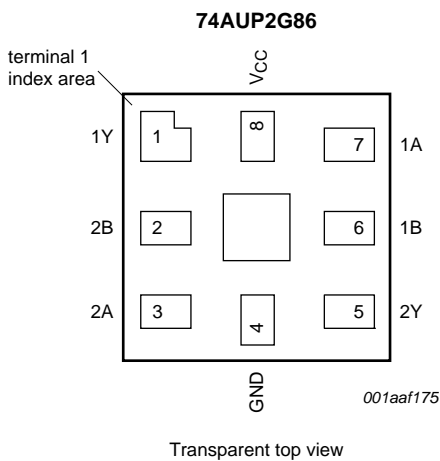 74AUP2G86
terminal 1
index area
VCC
1Y
1
8
7
1A
2B
2
6
1B
2A
3
4
5
2Y
GND
001aaf175
Transparent top view